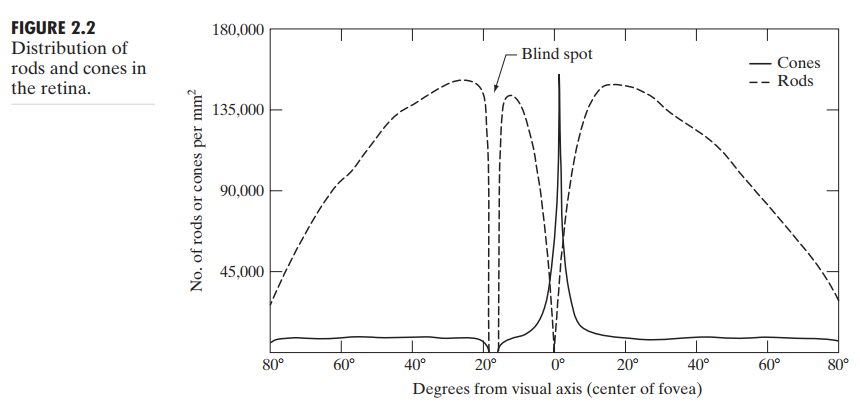 FIGURE 2.2
Distribution of
rods and cones in
the retina.
180,000
135,000
90,000
45,000
No. of rods or cones per mm²
Blind spot
Cones
Rods
80° 60° 40° 20° 0° 20° 40° 60° 80°
Degrees from visual axis (center of fovea)